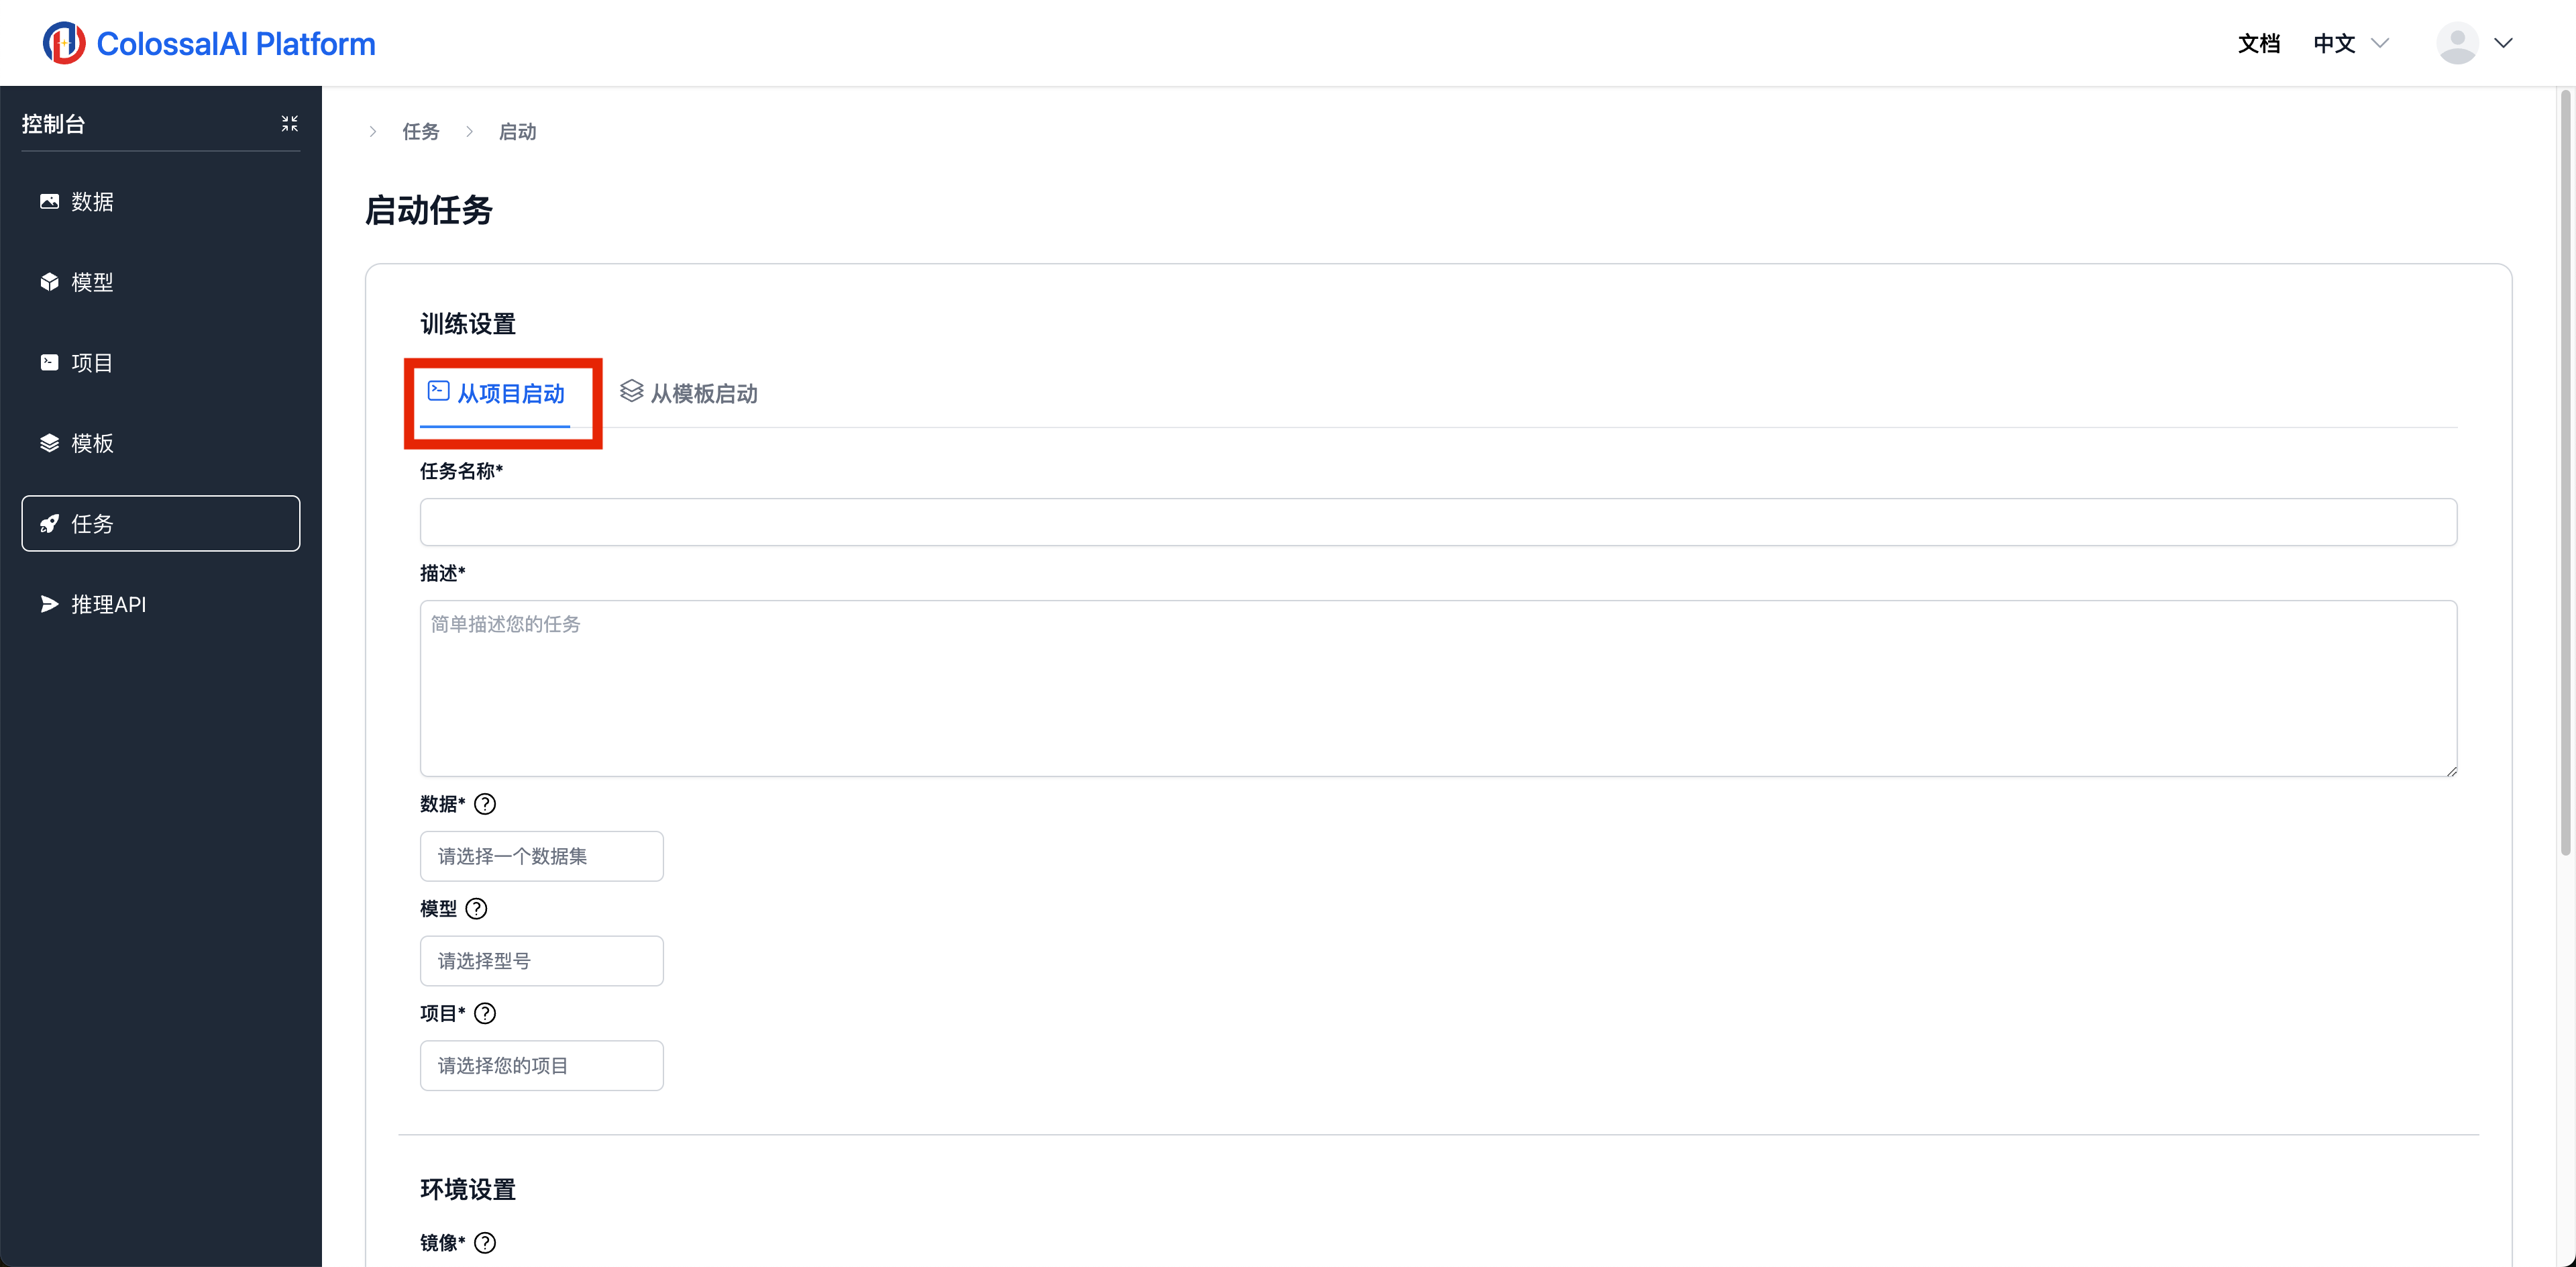 ColossalAI Platform
文档 中文
控制台
数据
模型
项目
模板
任务
推理API
任务 启动
启动任务
训练设置
从项目启动 从模板启动
任务名称*
描述*
简单描述您的任务
数据*
请选择一个数据集
模型
请选择型号
项目*
请选择您的项目
环境设置
镜像*